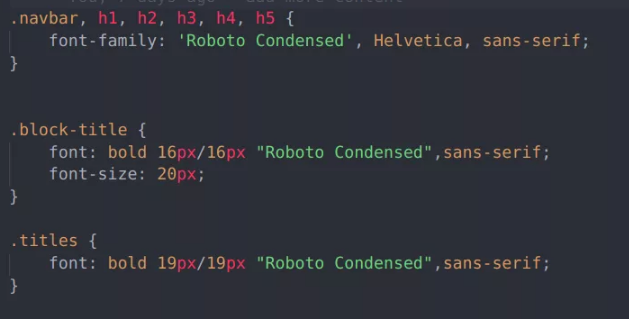 .navbar, h1, h2, h3, h4, h5 {
    font-family: 'Roboto Condensed', Helvetica, sans-serif;
}
.block-title {
    font: bold 16px/16px "Roboto Condensed",sans-serif;
    font-size: 20px;
}
.titles {
    font: bold 19px/19px "Roboto Condensed",sans-serif;
}